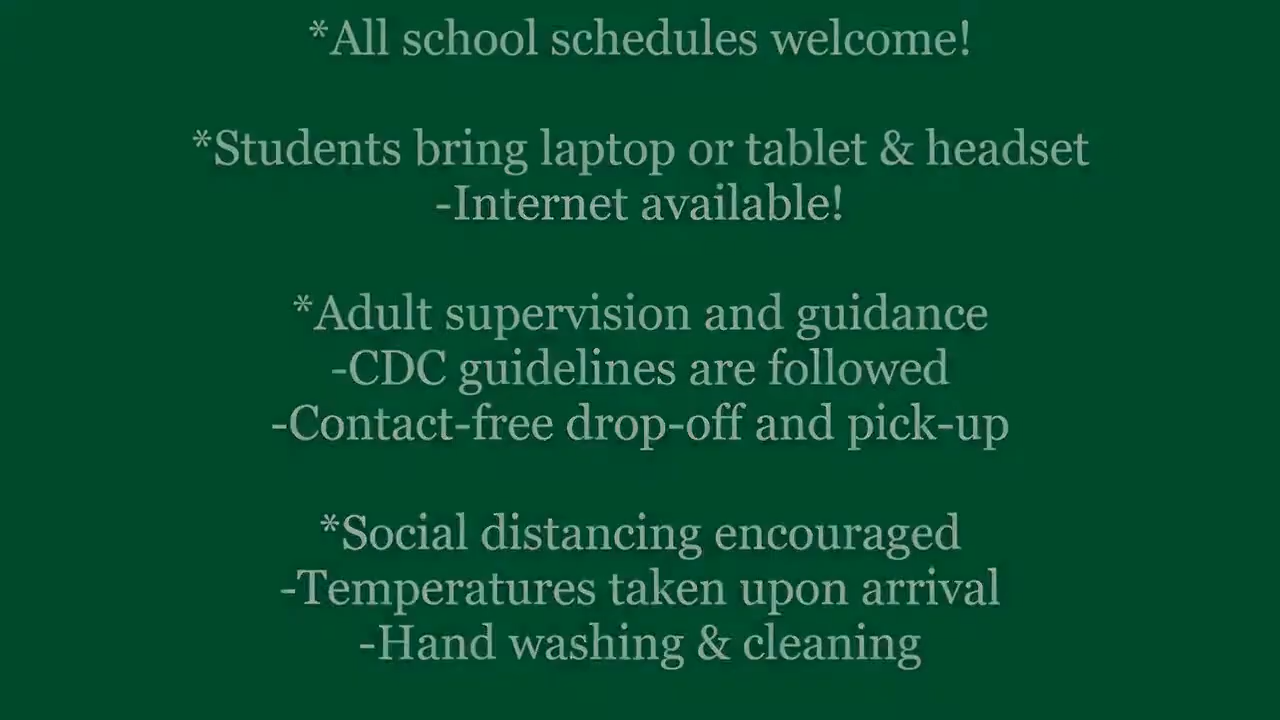 *All school schedules welcome!
*Students bring laptop or tablet & headset
-Internet available!
*Adult supervision and guidance
-CDC guidelines are followed
-Contact-free drop-off and pick-up
*Social distancing encouraged
-Temperatures taken upon arrival
-Hand washing & cleaning